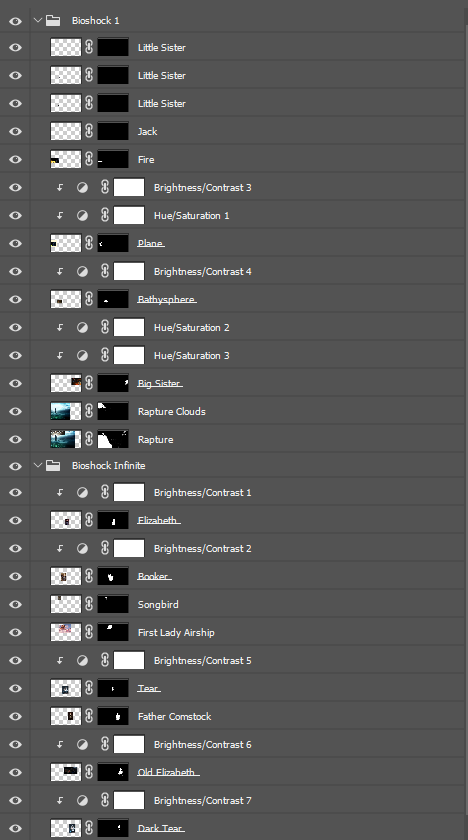 Bioshock 1
Little Sister
Little Sister
Little Sister
Jack
Fire
Brightness/Contrast 3
Hue/Saturation 1
Plane
Brightness/Contrast 4
Bathysphere
Hue/Saturation 2
Hue/Saturation 3
Big Sister
Rapture Clouds
Rapture
Bioshock Infinite
Brightness/Contrast 1
Elizabeth
Brightness/Contrast 2
Booker
Songbird
First Lady Airship
Brightness/Contrast 5
Tear
Father Comstock
Brightness/Contrast 6
Old Elizabeth
Brightness/Contrast 7
Dark Tear